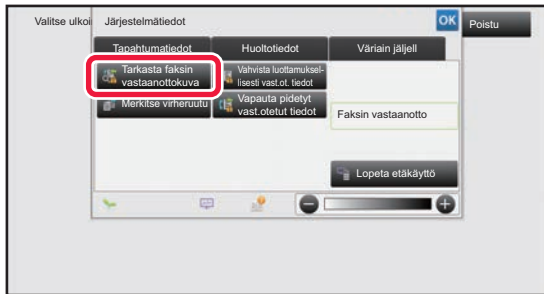 Valitse ulkoi
Järjestelmätiedot
OK
Poistu
Tapahtumatiedot
Huoltotiedot
Väriain jäljell
Tarkasta faksin
vastaanottokuva
Vahvista luottamuksel-
lisesti vast.ot. tiedot
Merkitse virheruutu
Vapauta pidetyt
vast.otetut tiedot
Faksin vastaanotto
Lopeta etäkäyttö